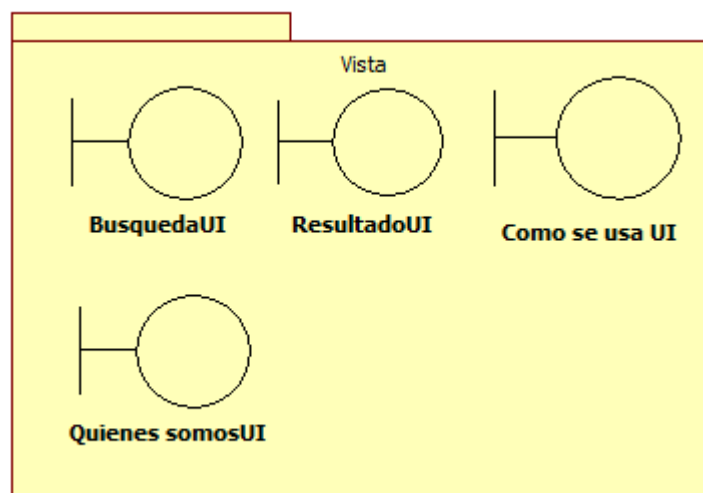 Vista
BusquedaUI
ResultadoUI
Como se usa UI
Quienes somosUI